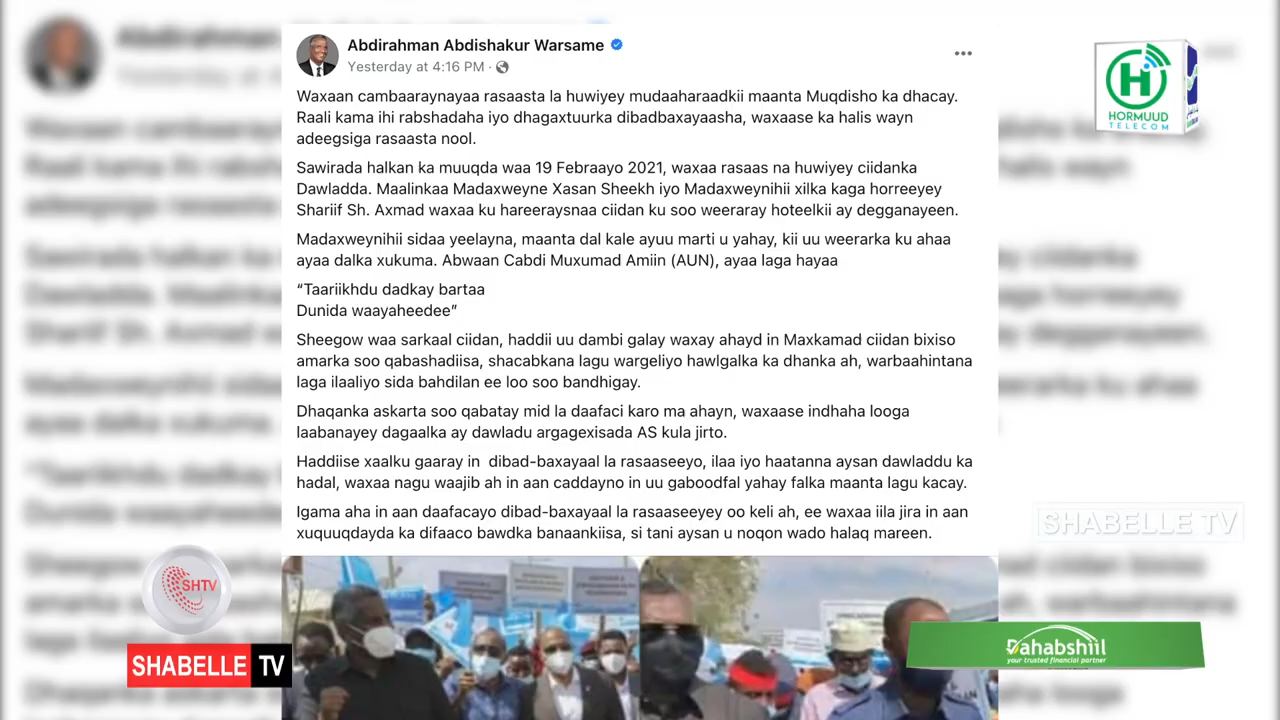 Abdirahman Abdishakur Warsame
Yesterday at 4:16 PM ·
Waxaan cambaaraynayaa rasaasta la huwiyey mudaaharaadkii maanta Muqdisho ka dhacay.
Raali kama ihi rabshadaha iyo dhagaxtuurka dibadbaxayaasha, waxaase ka halis wayn
adeegsiga rasaasta nool.
Sawirada halkan ka muuqda waa 19 Febraayo 2021, waxaa rasaas na huwiyey ciidanka
Dawladda. Maalinkaa Madaxweyne Xasan Sheekh iyo Madaxweynihii xilka kaga horreeyey
Shariif Sh. Axmad waxaa ku hareeraysnaa ciidan ku soo weeraray hoteelkii ay degganayeen.
Madaxweynihii sidaa yeelayna, maanta dal kale ayuu marti u yahay, kii uu weerarka ku ahaa
ayaa dalka xukuma. Abwaan Cabdi Muxumad Amiin (AUN), ayaa laga hayaa
“Taariikhdu dadkay bartaa
Dunida waayaheedee”
Sheegow waa sarkaal ciidan, haddii uu dambi galay waxay ahayd in Maxkamad ciidan bixiso
amarka soo qabashadiisa, shacabkana lagu wargeliyo hawlgalka ka dhanka ah, warbaahintana
laga ilaaliyo sida bahdilan ee loo soo bandhigay.
Dhaqanka askarta soo qabatay mid la daafaci karo ma ahayn, waxaase indhaha looga
laabanayey dagaalka ay dawladu argagexisada AS kula jirto.
Haddiise xaalku gaaray in dibad-baxayaal la rasaaseeyo, ilaa iyo haatanna aysan dawladdu ka
hadal, waxaa nagu waajib ah in aan caddayno in uu gaboodfal yahay falka maanta lagu kacay.
Igama aha in aan daafacayo dibad-baxayaal la rasaaseeyey oo keli ah, ee waxaa iila jira in aan
xuquuqdayda ka difaaco bawdka banaankiisa, si tani aysan u noqon wado halaq mareen.
HORMUUD
TELECOM
SHABELLE TV
SHTV
SHABELLE TV
Dahabshiil
your trusted financial partner